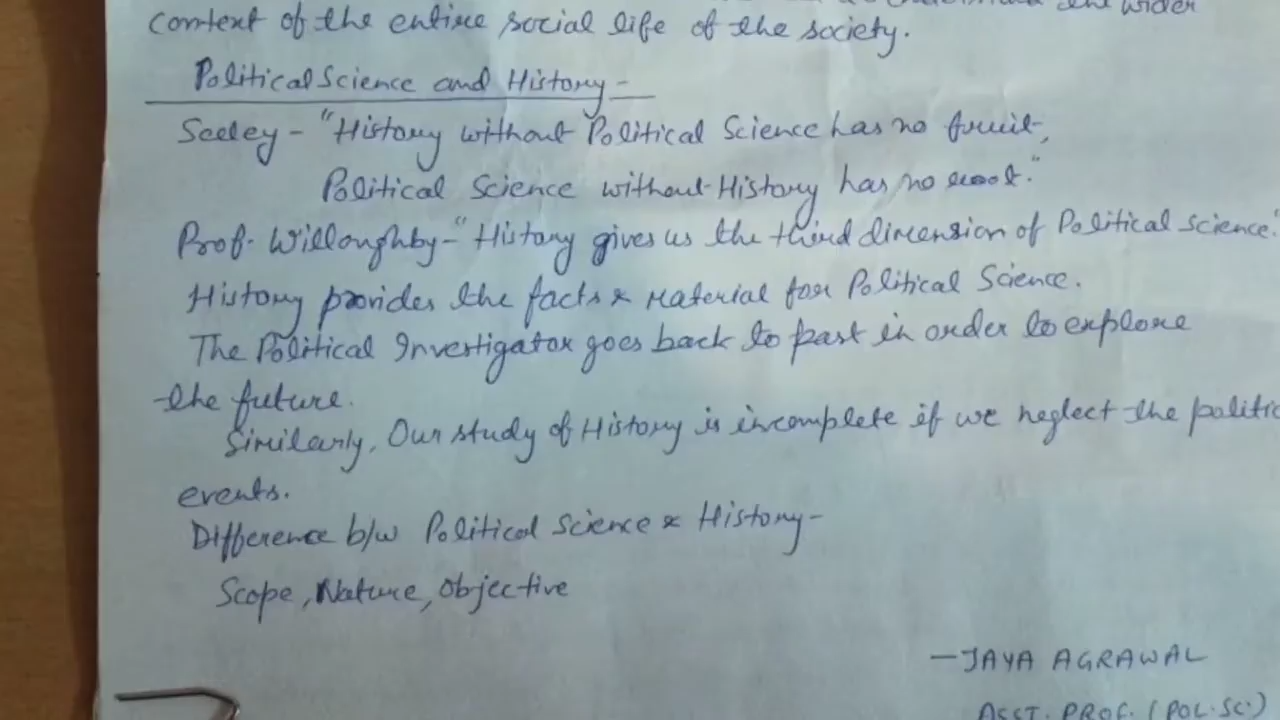 the wider
context of the entire social life of the society.
Political Science and History-
Seeley - "History without Political Science has no fruit,
Political Science without History has no root."
Prof. Willoughby - "History gives us the third dimension of Political Science."
History provides the facts & material for Political Science.
The Political Investigator goes back to past in order to explore
the future.
Similarly, Our study of History is incomplete if we neglect the politic
events.
Difference b/w Political Science & History-
Scope, Nature, Objective
-JAYA AGRAWAL
ASST. PROF. (POL.SC.)